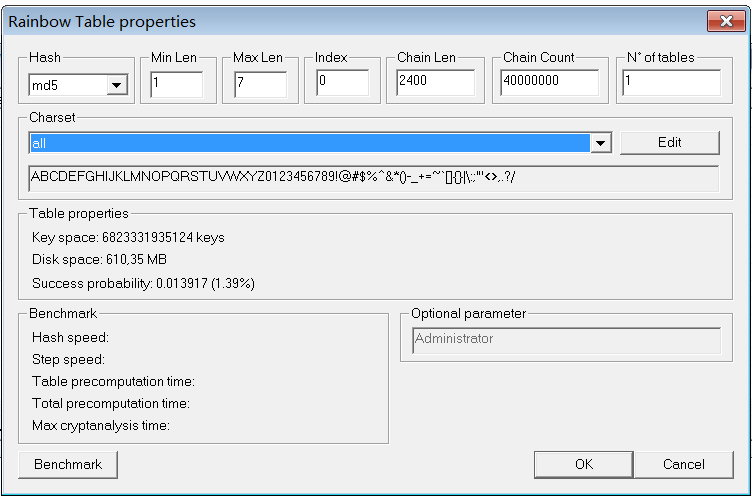 Rainbow Table properties
Hash Min Len Max Len Index Chain Len Chain Count N° of tables
md5 1 7 0 2400 40000000 1
Charset
all Edit
ABCDEFGHIJKLMNOPQRSTUVWXYZ0123456789!@#$%^&*()-_+=~`[]{}|\:;"'<>,.?/
Table properties
Key space: 6823331935124 keys
Disk space: 610,35 MB
Success probability: 0.013917 (1.39%)
Benchmark Optional parameter
Hash speed: Administrator
Step speed:
Table precomputation time:
Total precomputation time:
Max cryptanalysis time:
Benchmark OK Cancel